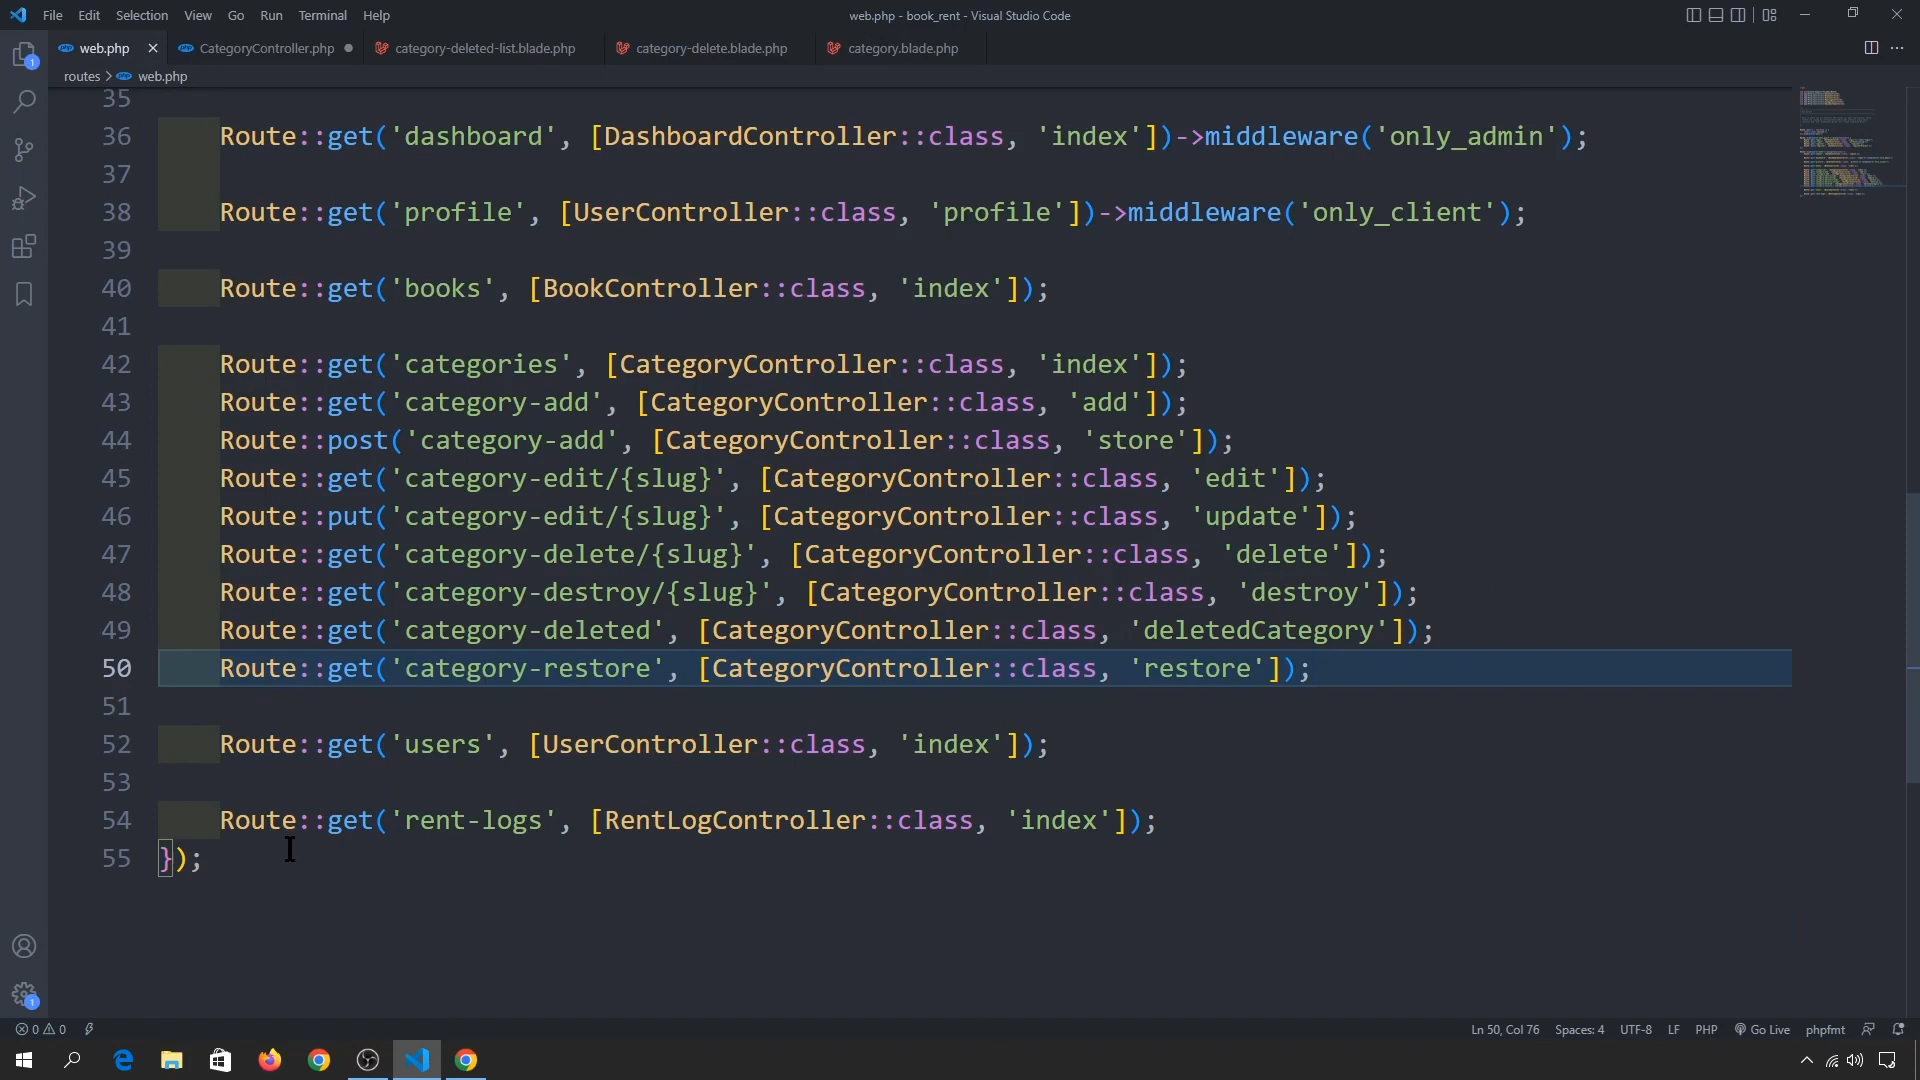 File Edit Selection View Go Run Terminal Help
web.php - book_rent - Visual Studio Code
web.php CategoryController.php category-deleted-list.blade.php category-delete.blade.php category.blade.php
routes > web.php
35
36 Route::get('dashboard', [DashboardController::class, 'index'])->middleware('only_admin');
37
38 Route::get('profile', [UserController::class, 'profile'])->middleware('only_client');
39
40 Route::get('books', [BookController::class, 'index']);
41
42 Route::get('categories', [CategoryController::class, 'index']);
43 Route::get('category-add', [CategoryController::class, 'add']);
44 Route::post('category-add', [CategoryController::class, 'store']);
45 Route::get('category-edit/{slug}', [CategoryController::class, 'edit']);
46 Route::put('category-edit/{slug}', [CategoryController::class, 'update']);
47 Route::get('category-delete/{slug}', [CategoryController::class, 'delete']);
48 Route::get('category-destroy/{slug}', [CategoryController::class, 'destroy']);
49 Route::get('category-deleted', [CategoryController::class, 'deletedCategory']);
50 Route::get('category-restore', [CategoryController::class, 'restore']);
51
52 Route::get('users', [UserController::class, 'index']);
53
54 Route::get('rent-logs', [RentLogController::class, 'index']);
55 });
1
1
0 0 Ln 50, Col 76 Spaces: 4 UTF-8 LF PHP Go Live phpfmt